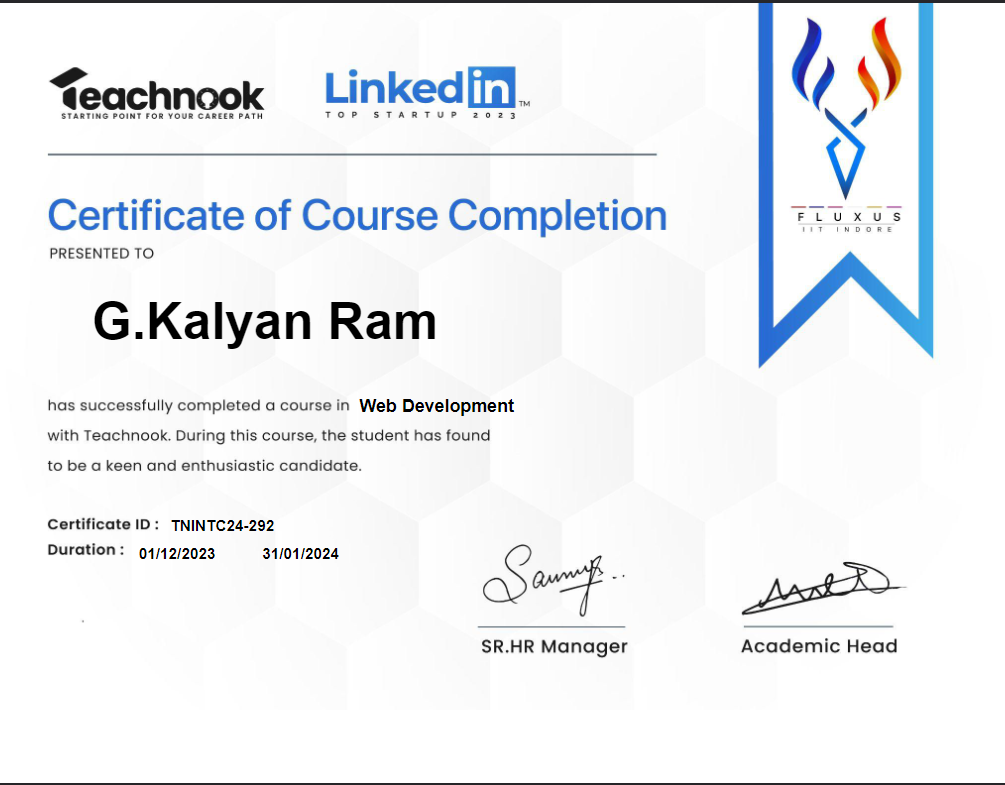 Teachnook
STARTING POINT FOR YOUR CAREER PATH
Linkedin™
TOP STARTUP 2023
FLUXUS
IIT INDORE
Certificate of Course Completion
PRESENTED TO
G.Kalyan Ram
has successfully completed a course in Web Development
with Teachnook. During this course, the student has found
to be a keen and enthusiastic candidate.
Certificate ID : TNINTC24-292
Duration : 01/12/2023 31/01/2024
SR.HR Manager
Academic Head